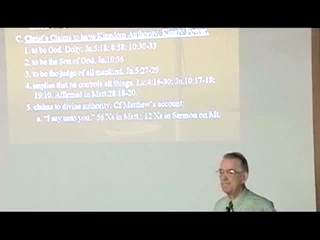 C. Christ's Claims to have Kingdom Authority, Kingly Power.
1. to be God. Deity: Jn.5:18; 8:58; 10:30-33
2. to be the Son of God. Jn.10:36
3. to be the judge of all mankind. Jn.5:27-29
4. implies that he controls all things. Lk.4:16-30; Jn.10:17-18;
19:10. Affirmed in Matt.28:18-20.
5. claims to divine authority. Cf Matthew's account:
a. "I say unto you." 56 Xs in Matt.; 12 Xs in Sermon on Mt.